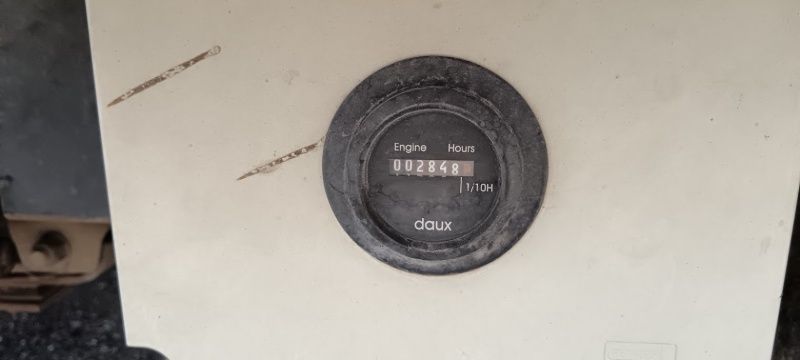 Engine Hours
002848
1/10H
daux